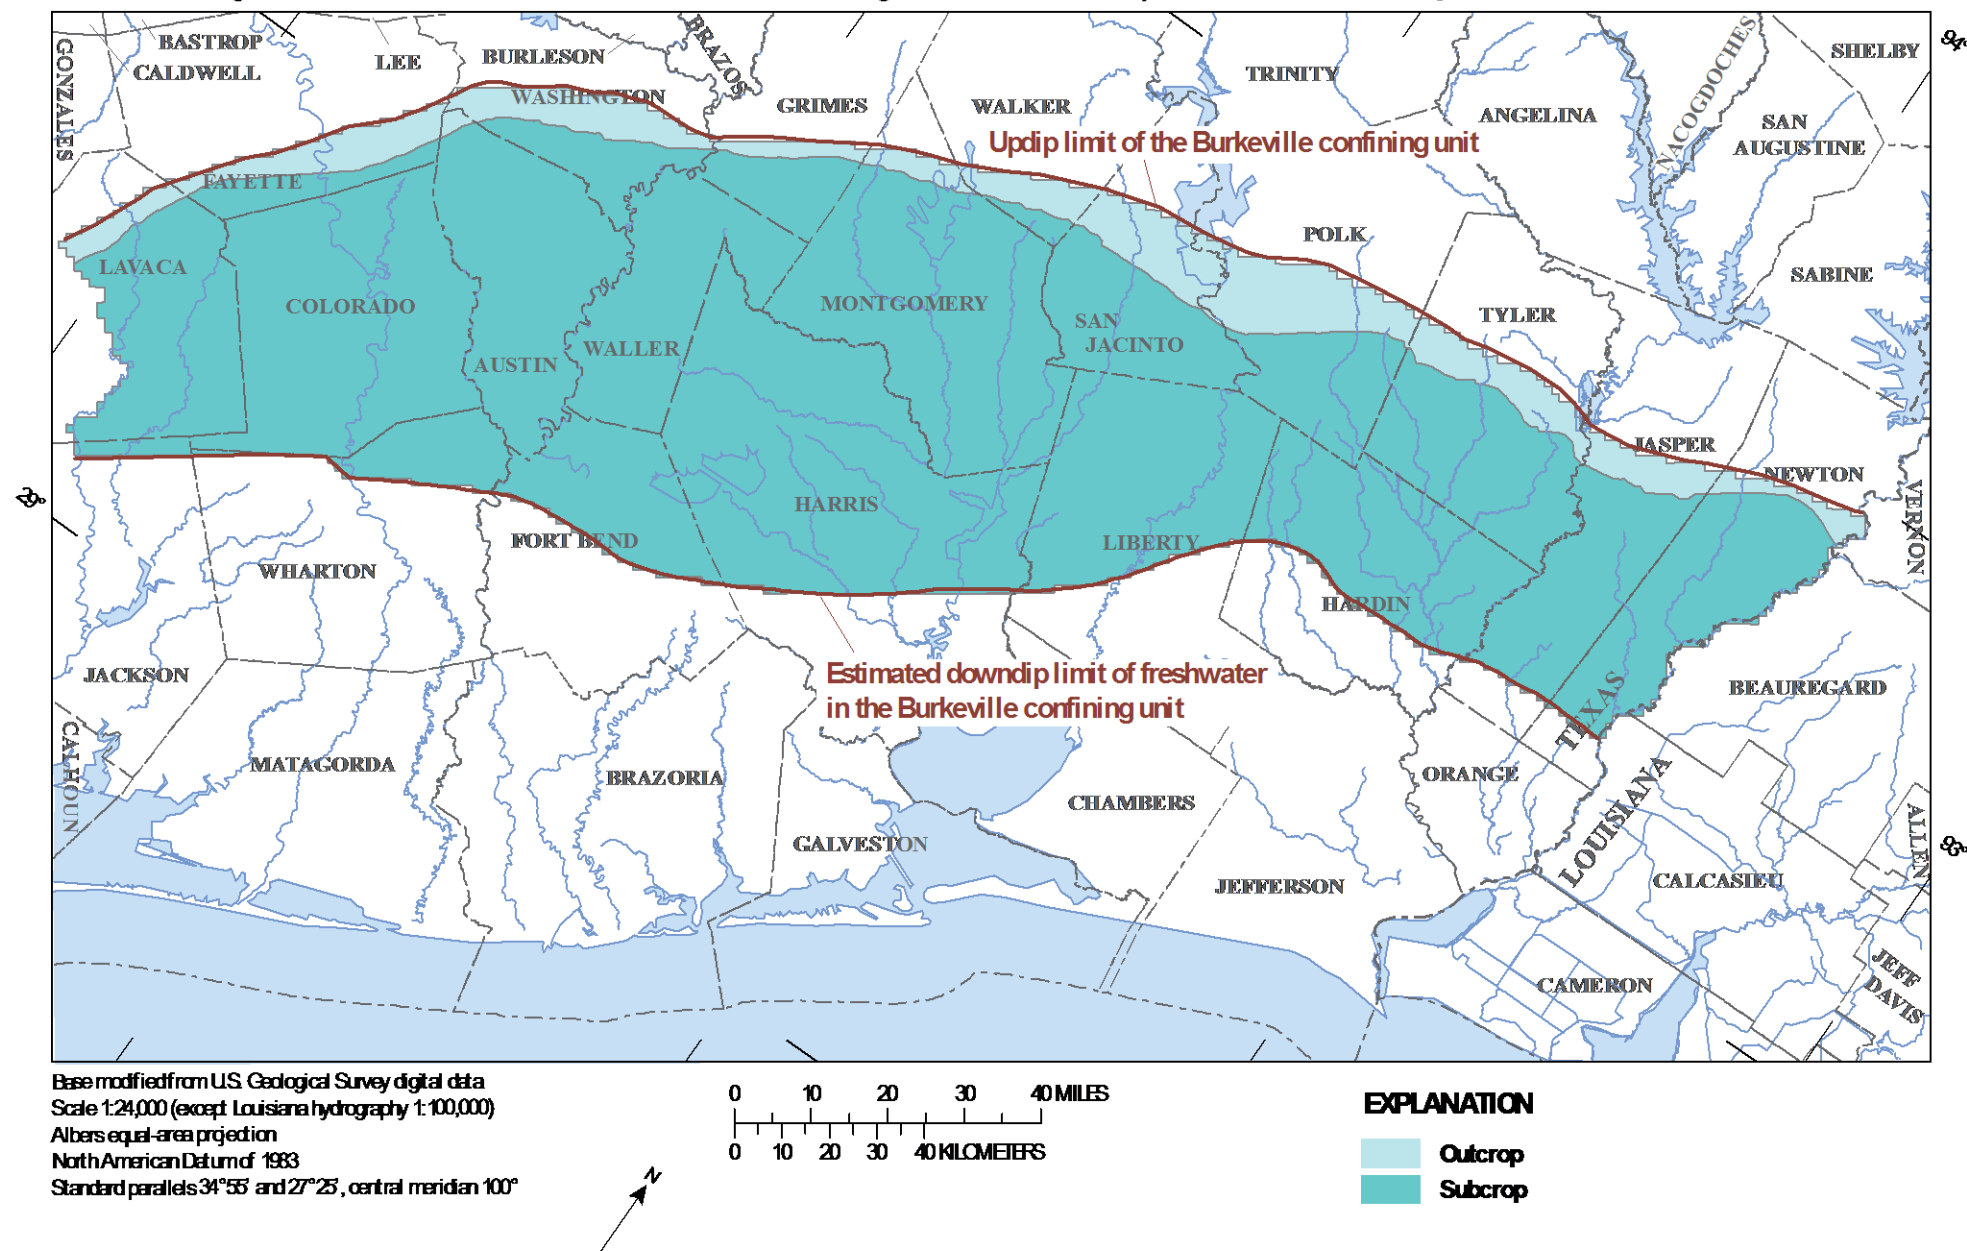 BASTROP
CALDWELL
LEE
BURLESON
BRAZOS
GONZALES
WASHINGTON
GRIMES
WALKER
TRINITY
ANGELINA
NACOGDOCHES
SHELBY
SAN
AUGUSTINE
94°
Updip limit of the Burkeville confining unit
FAYETTE
LAVACA
COLORADO
AUSTIN
WALLER
MONTGOMERY
SAN
JACINTO
POLK
TYLER
SABINE
JASPER
NEWTON
VERNON
29°
HARRIS
FORT BEND
LIBERTY
HARDIN
WHARTON
JACKSON
Estimated downdip limit of freshwater
in the Burkeville confining unit
TEXAS
LOUISIANA
BEAUREGARD
CALHOUN
MATAGORDA
BRAZORIA
GALVESTON
CHAMBERS
ORANGE
JEFFERSON
CALCASIEU
ALLEN
93°
CAMERON
JEFF
DAVIS
Base modified from U.S. Geological Survey digital data
Scale 1:24,000 (except Louisiana hydrography 1:100,000)
Albers equal-area projection
North American Datum of 1983
Standard parallels 34°55' and 27°25', central meridian 100°
0 10 20 30 40 MILES
0 10 20 30 40 KILOMETERS
N
EXPLANATION
Outcrop
Subcrop